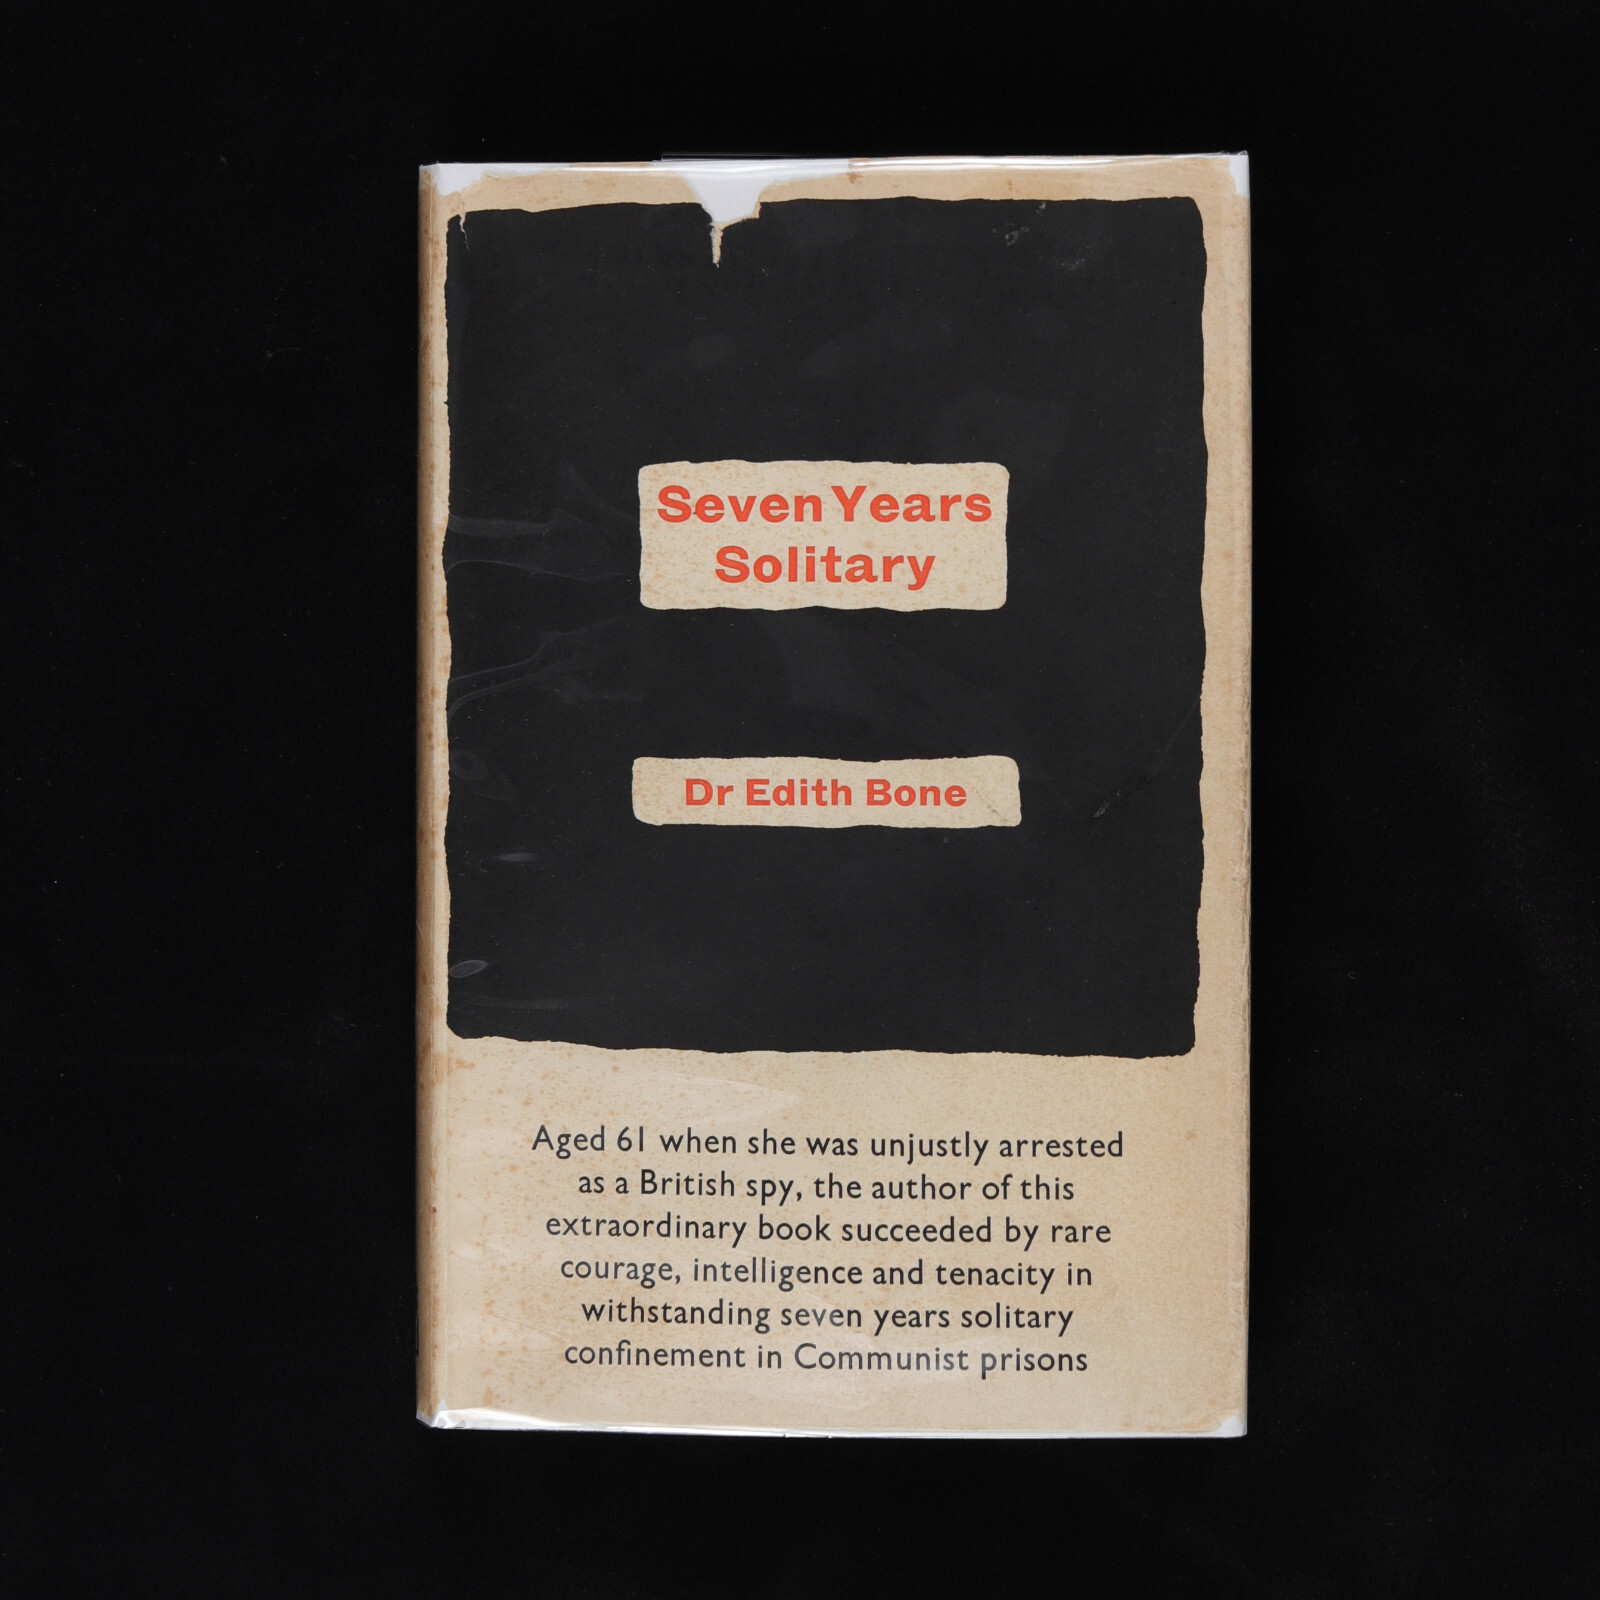 Seven Years
Solitary
Dr Edith Bone
Aged 61 when she was unjustly arrested
as a British spy, the author of this
extraordinary book succeeded by rare
courage, intelligence and tenacity in
withstanding seven years solitary
confinement in Communist prisons